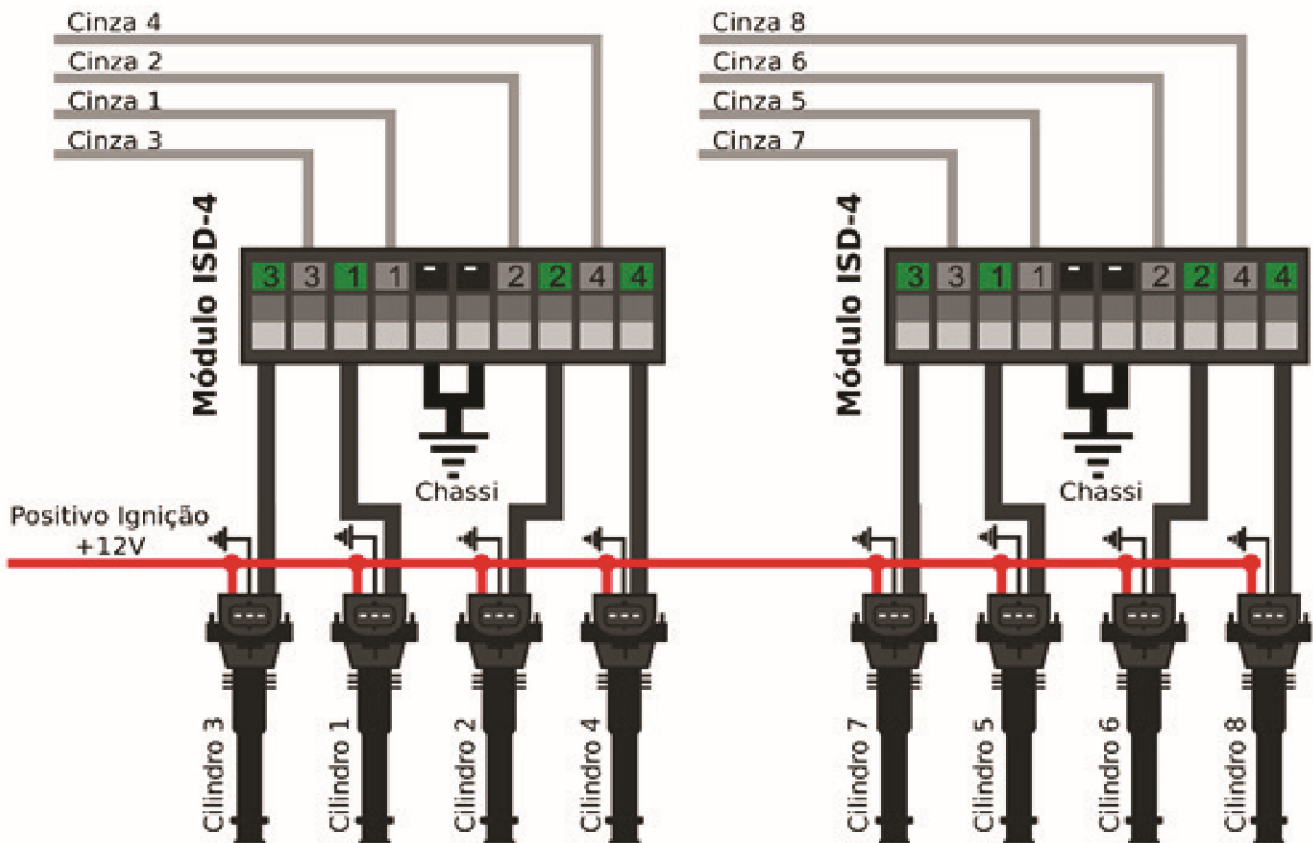 Cinza 4
Cinza 2
Cinza 1
Cinza 3
Módulo ISD-4
3 3 1 1 - - 2 2 4 4
Chassi
Positivo Ignição
+12V
Cilindro 3
Cilindro 1
Cilindro 2
Cilindro 4
Cinza 8
Cinza 6
Cinza 5
Cinza 7
Módulo ISD-4
3 3 1 1 - - 2 2 4 4
Chassi
Cilindro 7
Cilindro 5
Cilindro 6
Cilindro 8